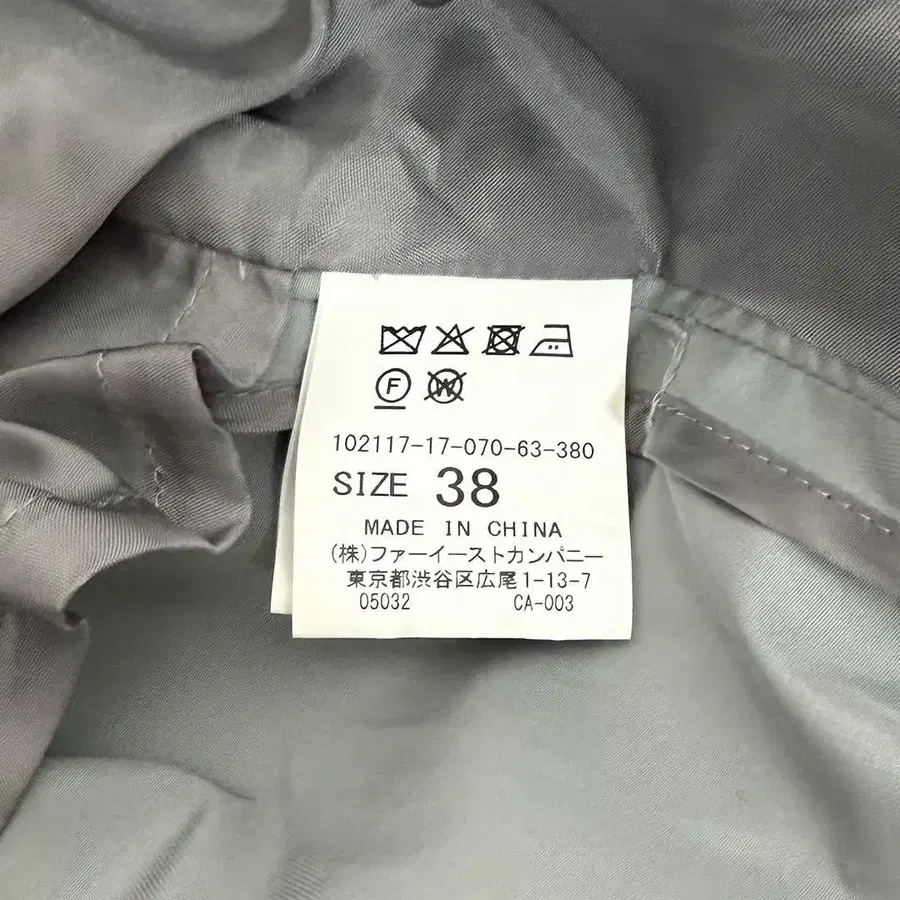 F W
102117-17-070-63-380
SIZE 38
MADE IN CHINA
(株)ファーイーストカンパニー
東京都渋谷区広尾1-13-7
05032 CA-003